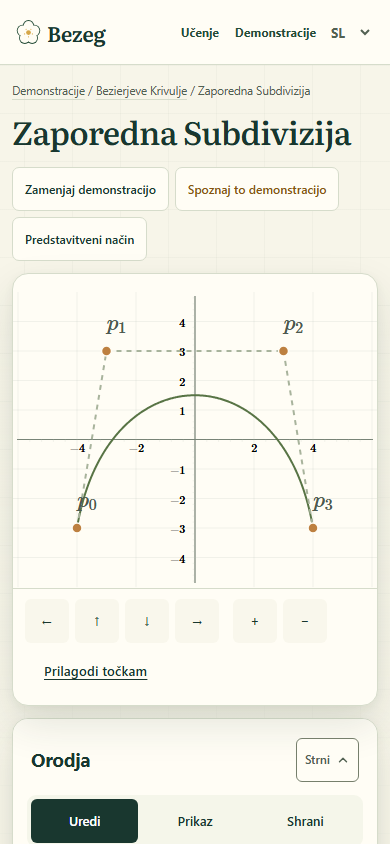 Bezeg
Učenje Demonstracije SL
Demonstracije / Bezierjeve Krivulje / Zaporedna Subdivizija
Zaporedna Subdivizija
Zamenjaj demonstracijo Spoznaj to demonstracijo
Predstavitveni način
p1 p2
4
3
2
1
−4 −2 2 4
−1
−2
−3
−4
p0 p3
← ↑ ↓ → + −
Prilagodi točkam
Orodja Strni
Uredi Prikaz Shrani